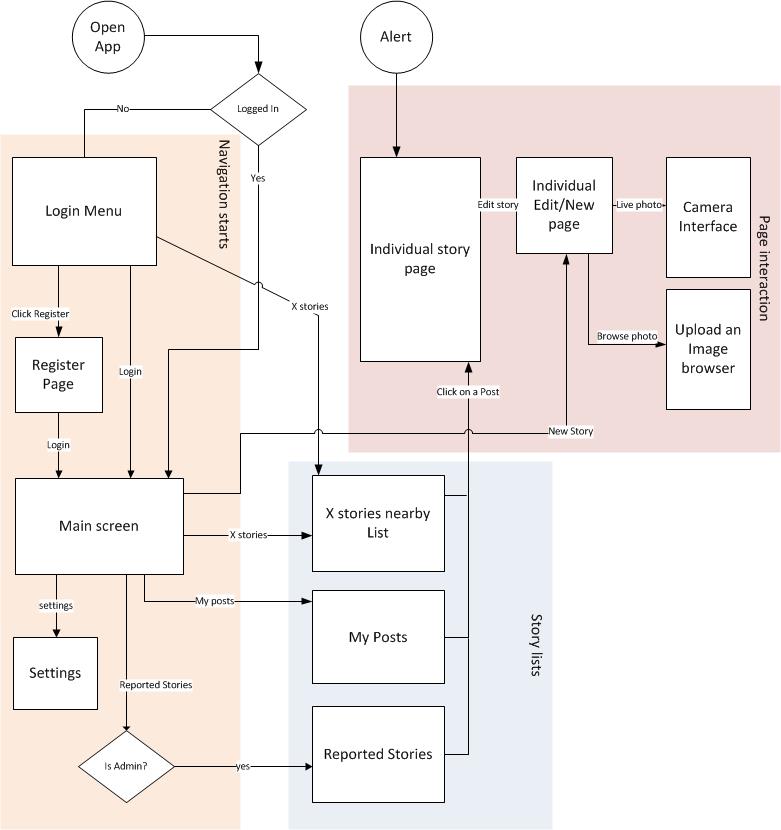 Open
App
Alert
Logged In
No
Yes
Navigation starts
Login Menu
Click Register
Login
Register
Page
Login
X stories
Main screen
settings
Settings
Reported Stories
Is Admin?
yes
X stories
My posts
New Story
Individual story
page
Edit story
Individual
Edit/New
page
Live photo
Camera
Interface
Browse photo
Upload an
Image
browser
Page interaction
Click on a Post
X stories nearby
List
My Posts
Reported Stories
Story lists